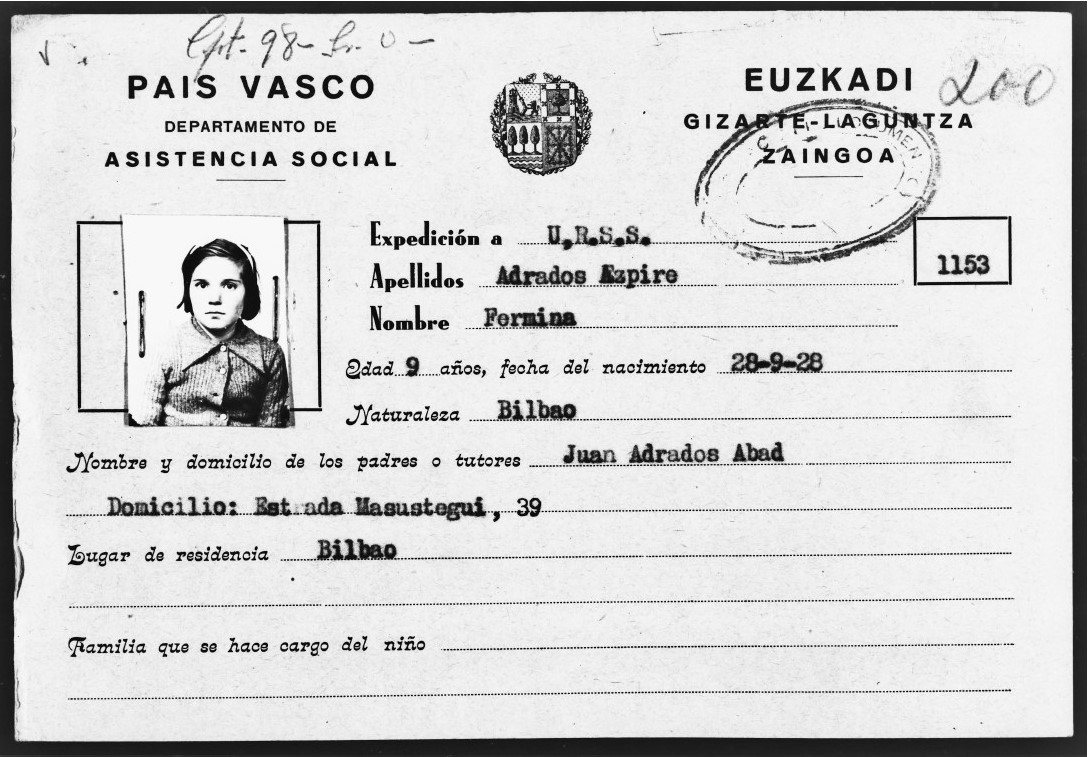 PAIS VASCO
DEPARTAMENTO DE
ASISTENCIA SOCIAL
EUZKADI
200
GIZARTE-LAGUNTZA
ZAINGOA
Expedición a U.R.S.S.
1153
Apellidos Adrados Ezpire
Nombre Fermina
Edad 9 años, fecha del nacimiento 28-9-28
Naturaleza Bilbao
Nombre y domicilio de los padres o tutores Juan Adrados Abad
Domicilio: Estrada Masustegui, 39
Lugar de residencia Bilbao
Familia que se hace cargo del niño